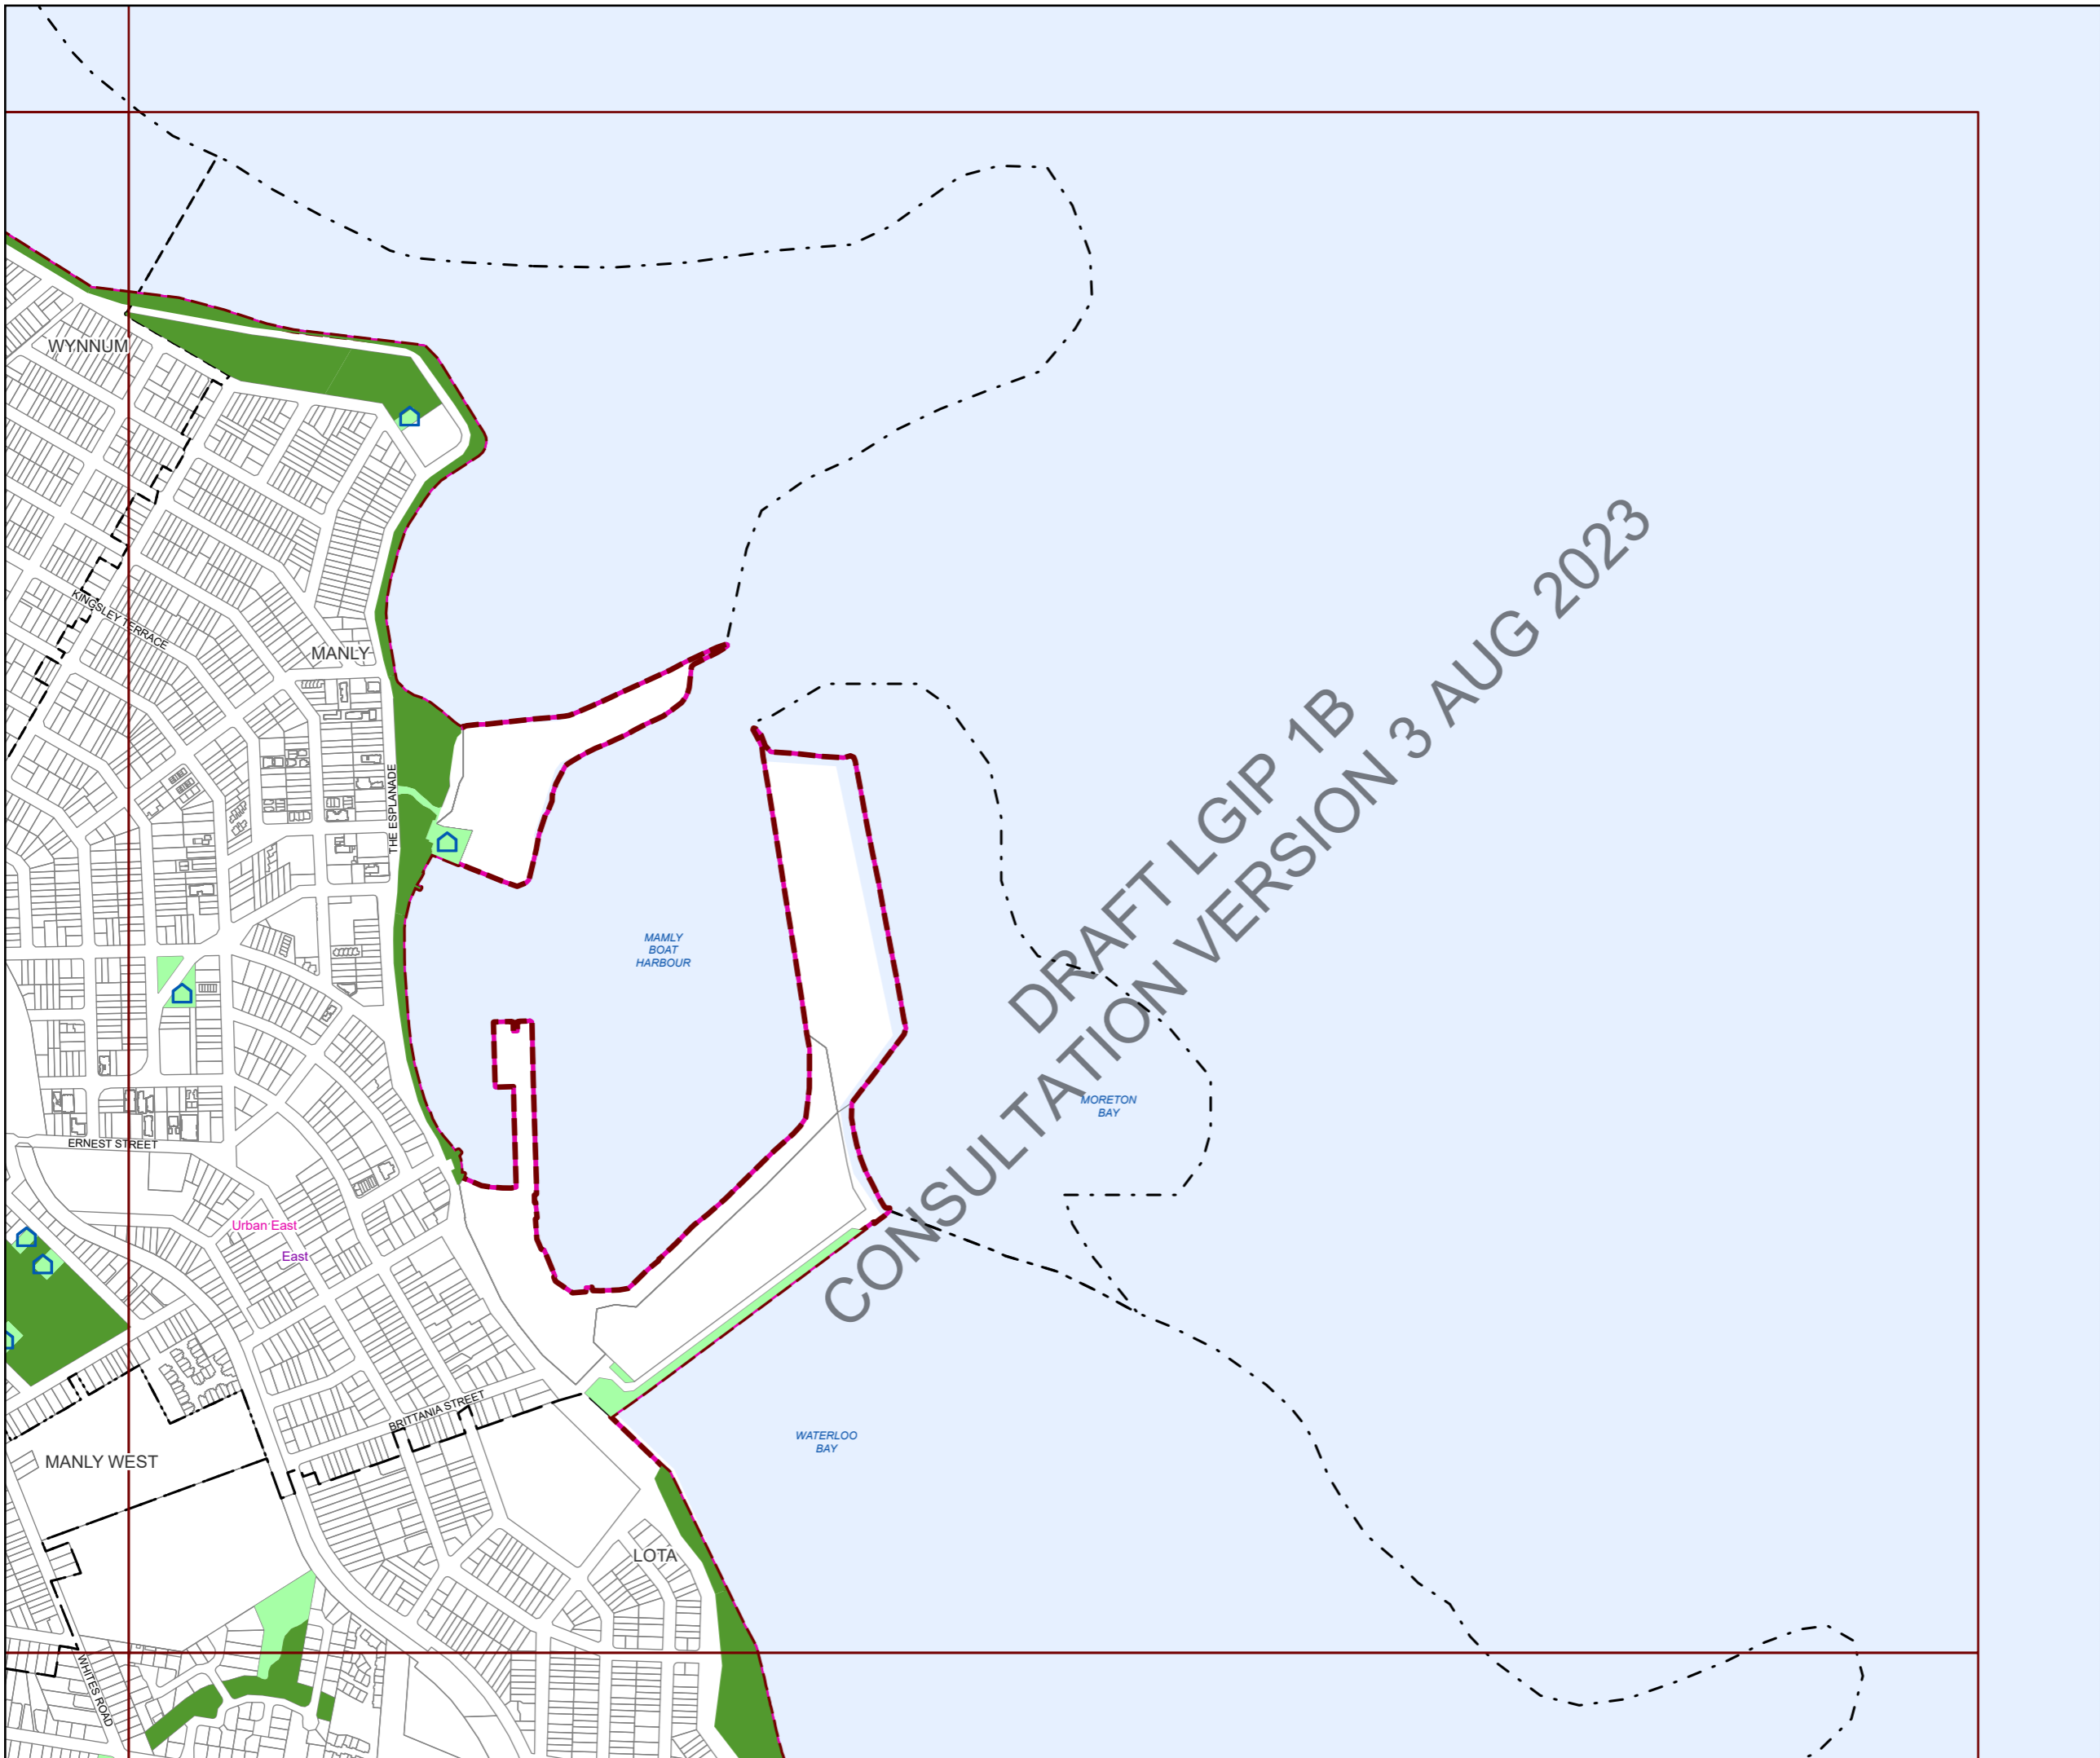 WYNNUM
KINGSLEY TERRACE
MANLY
THE ESPLANADE
MAMLY
BOAT
HARBOUR
DRAFT LGIP 1B
CONSULTATION VERSION 3 AUG 2023
MORETON
BAY
ERNEST STREET
Urban East
East
BRITTANIA STREET
WATERLOO
BAY
MANLY WEST
LOTA
WHITES ROAD